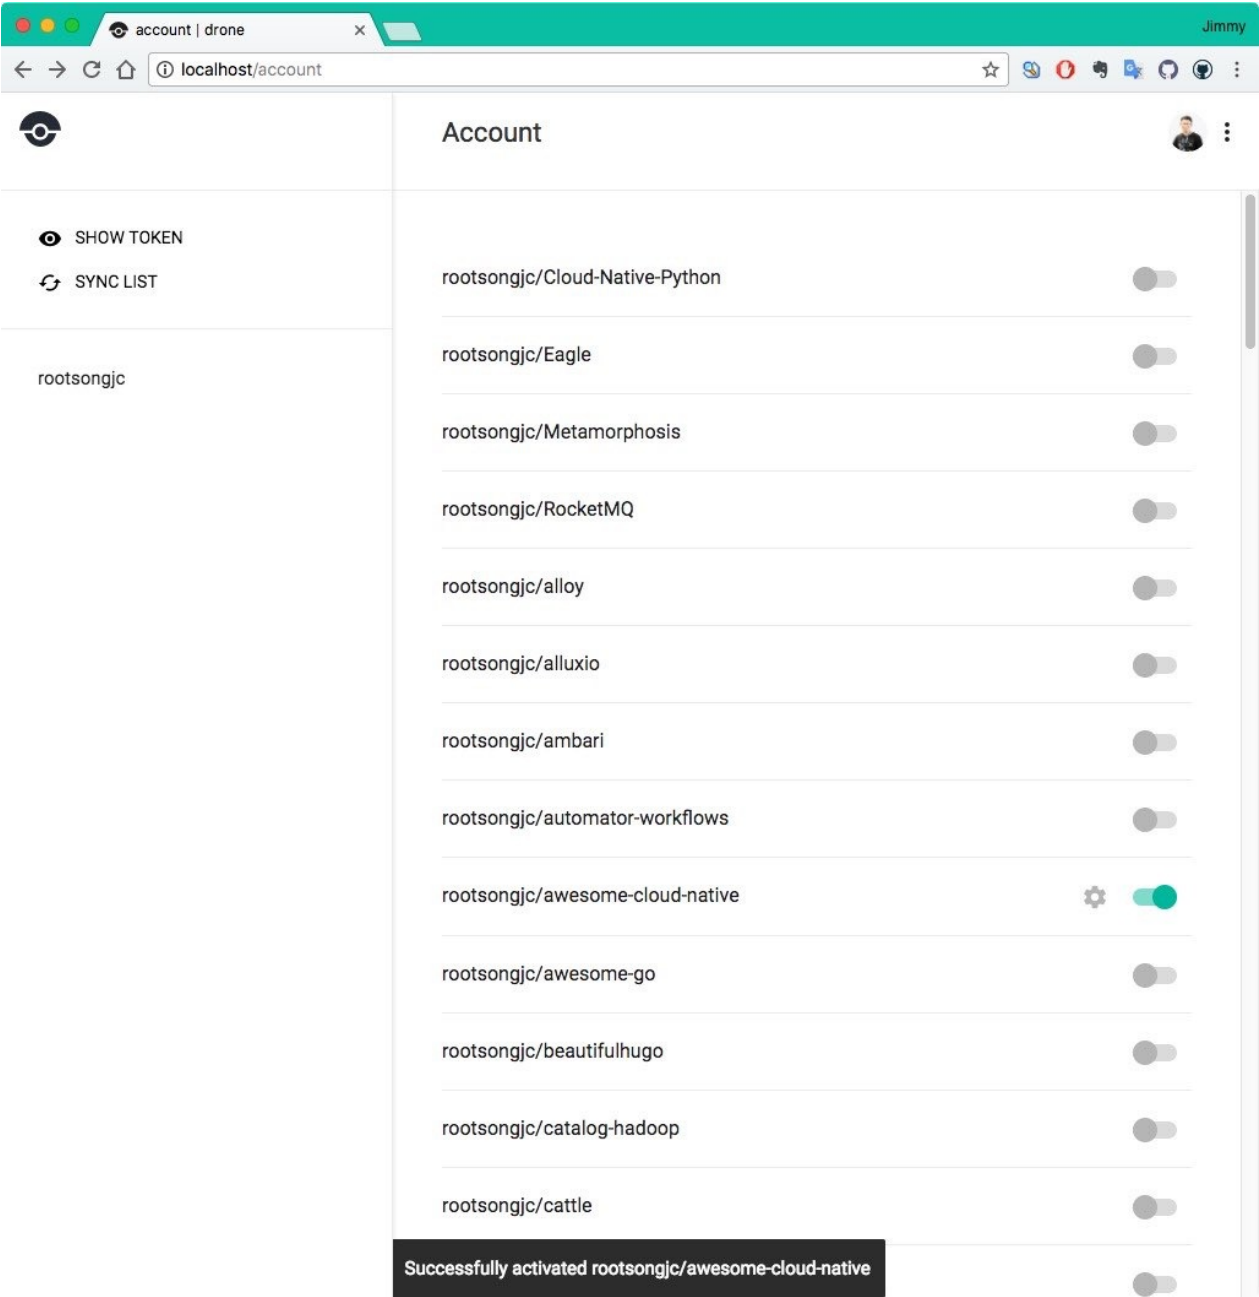 account | drone
Jimmy
localhost/account
Account
SHOW TOKEN
SYNC LIST
rootsongjc
rootsongjc/Cloud-Native-Python
rootsongjc/Eagle
rootsongjc/Metamorphosis
rootsongjc/RocketMQ
rootsongjc/alloy
rootsongjc/alluxio
rootsongjc/ambari
rootsongjc/automator-workflows
rootsongjc/awesome-cloud-native
rootsongjc/awesome-go
rootsongjc/beautifulhugo
rootsongjc/catalog-hadoop
rootsongjc/cattle
Successfully activated rootsongjc/awesome-cloud-native